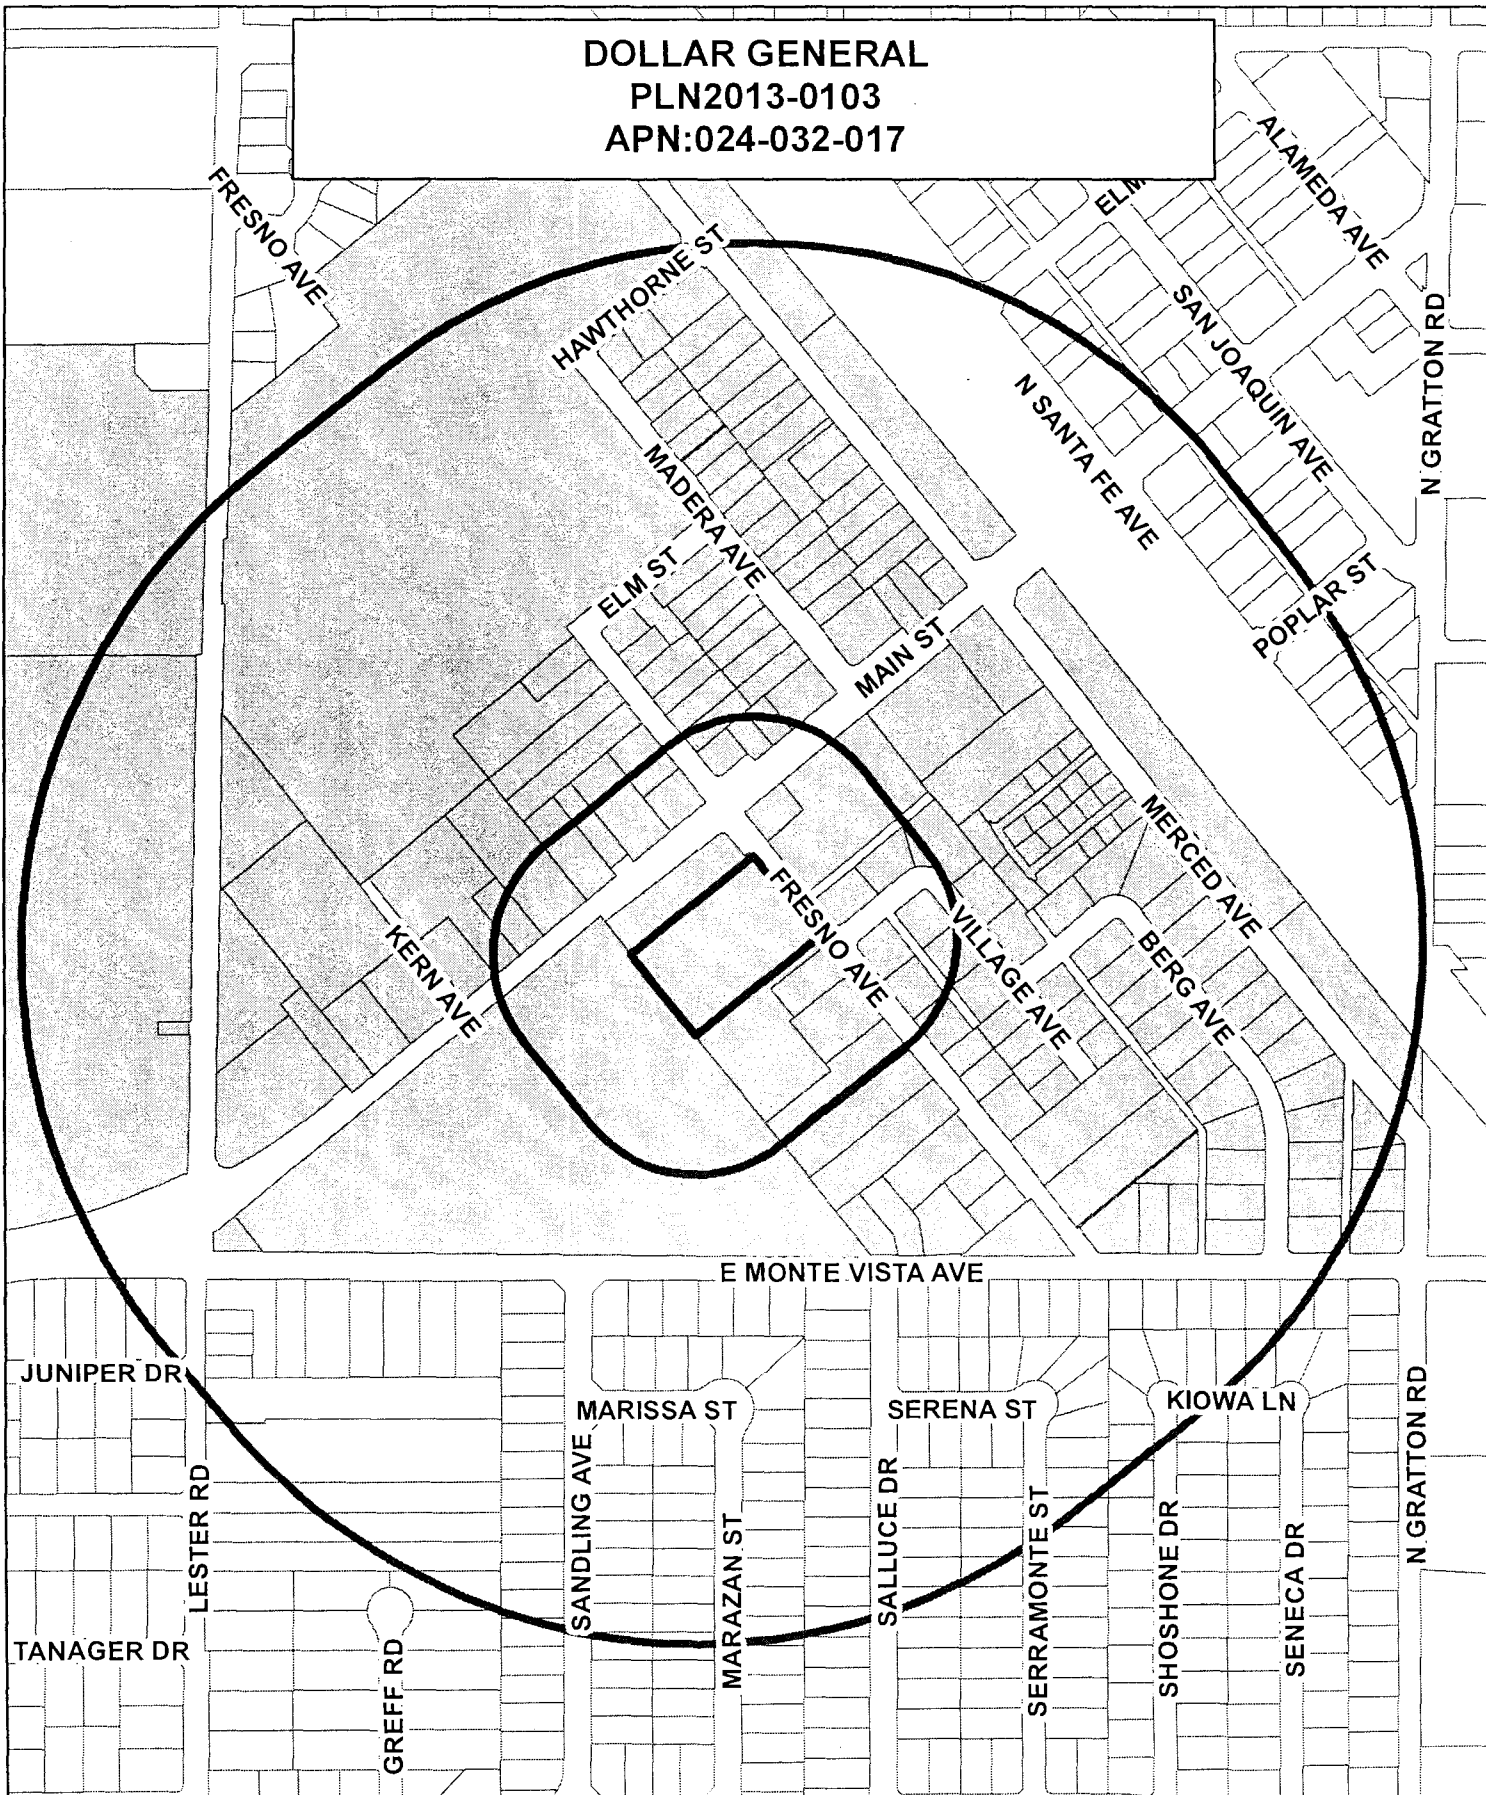 DOLLAR GENERAL
PLN2013-0103
APN:024-032-017
FRESNO AVE
HAWTHORNE ST
ELM
ALAMEDA AVE
SAN JOAQUIN AVE
N GRATTON RD
N SANTA FE AVE
MADERA AVE
ELM ST
MAIN ST
POPLAR ST
MERCED AVE
FRESNO AVE
VILLAGE AVE
BERG AVE
KERN AVE
E MONTE VISTA AVE
JUNIPER DR
MARISSA ST
SERENA ST
KIOWA LN
LESTER RD
SANDLING AVE
MARAZAN ST
SALLUCE DR
SERRAMONTE ST
SHOSHONE DR
SENECA DR
N GRATTON RD
TANAGER DR
GREFF RD